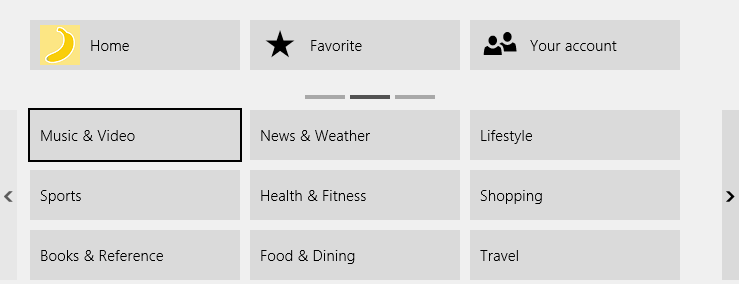 Home
Favorite
Your account
Music & Video
News & Weather
Lifestyle
Sports
Health & Fitness
Shopping
Books & Reference
Food & Dining
Travel